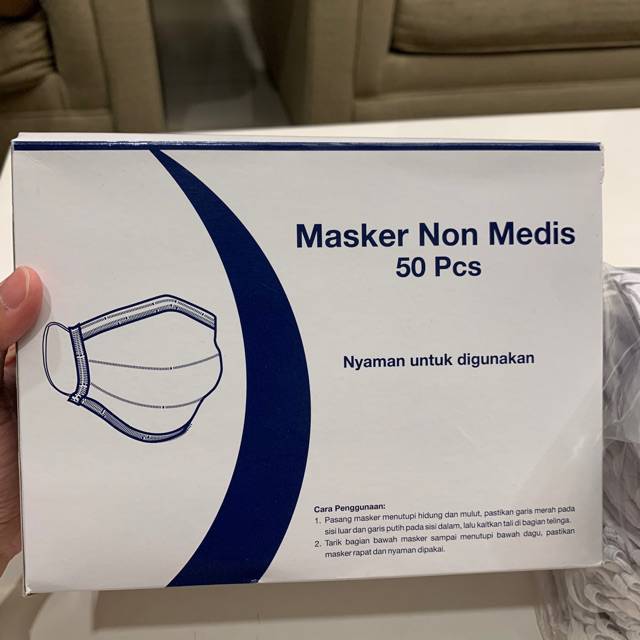 Masker Non Medis
50 Pcs
Nyaman untuk digunakan
Cara Penggunaan:
1. Pasang masker menutupi hidung dan mulut, pastikan garis merah pada
sisi luar dan garis putih pada sisi dalam, lalu kaitkan tali di bagian telinga.
2. Tarik bagian bawah masker sampai menutupi bawah dagu, pastikan
masker rapat dan nyaman dipakai.